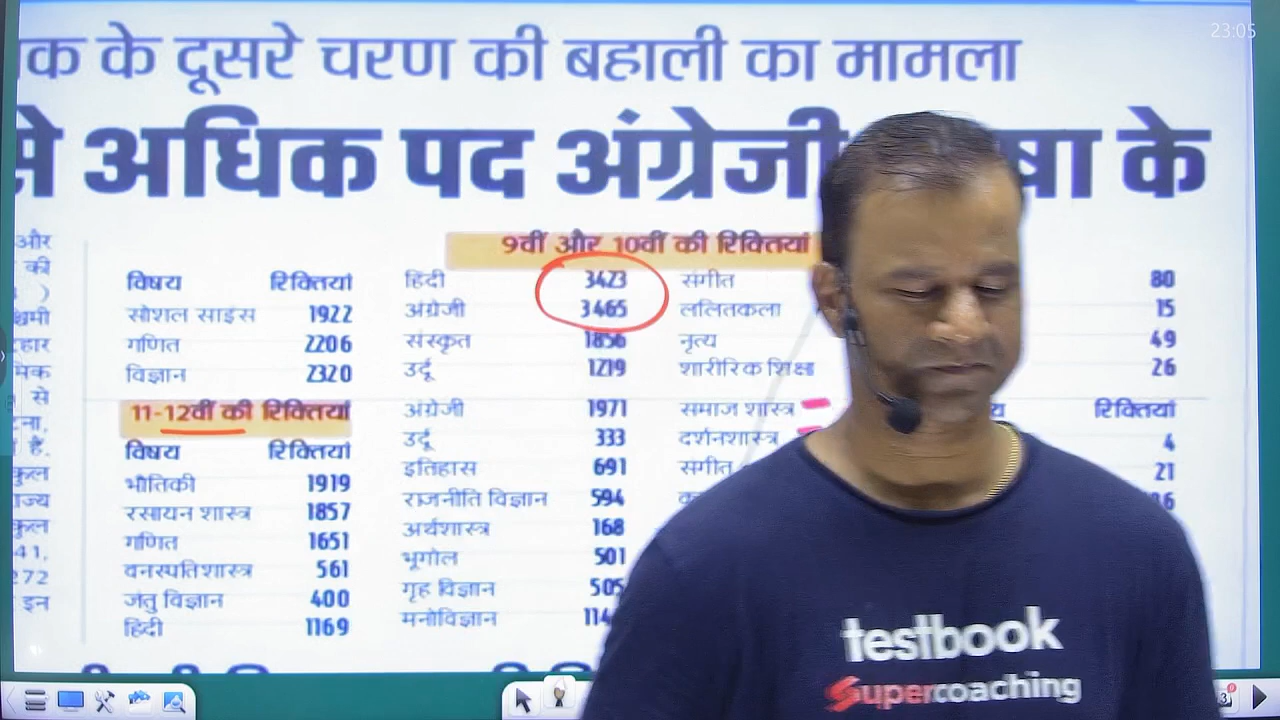 23:05
के दूसरे चरण की बहाली का मामला
से अधिक पद अंग्रेजी के
और
की
)
से
है.
इन
272
9वीं और 10वीं की रिक्तियां
विषय रिक्तियां
सोशल साइंस 1922
गणित 2206
विज्ञान 2320
हिंदी 3423
अंग्रेजी 3465
संस्कृत 1856
उर्दू 1219
संगीत 80
ललितकला 15
नृत्य 49
शारीरिक शिक्षा 26
11-12वीं की रिक्तियां
विषय रिक्तियां
भौतिकी 1919
रसायन शास्त्र 1857
गणित 1651
वनस्पतिशास्त्र 561
जंतु विज्ञान 400
हिंदी 1169
अंग्रेजी 1971
उर्दू 333
इतिहास 691
राजनीति विज्ञान 594
अर्थशास्त्र 168
भूगोल 501
गृह विज्ञान 505
मनोविज्ञान
रिक्तियां
समाज शास्त्र 4
दर्शनशास्त्र 21
संगीत
testbook
Supercoaching